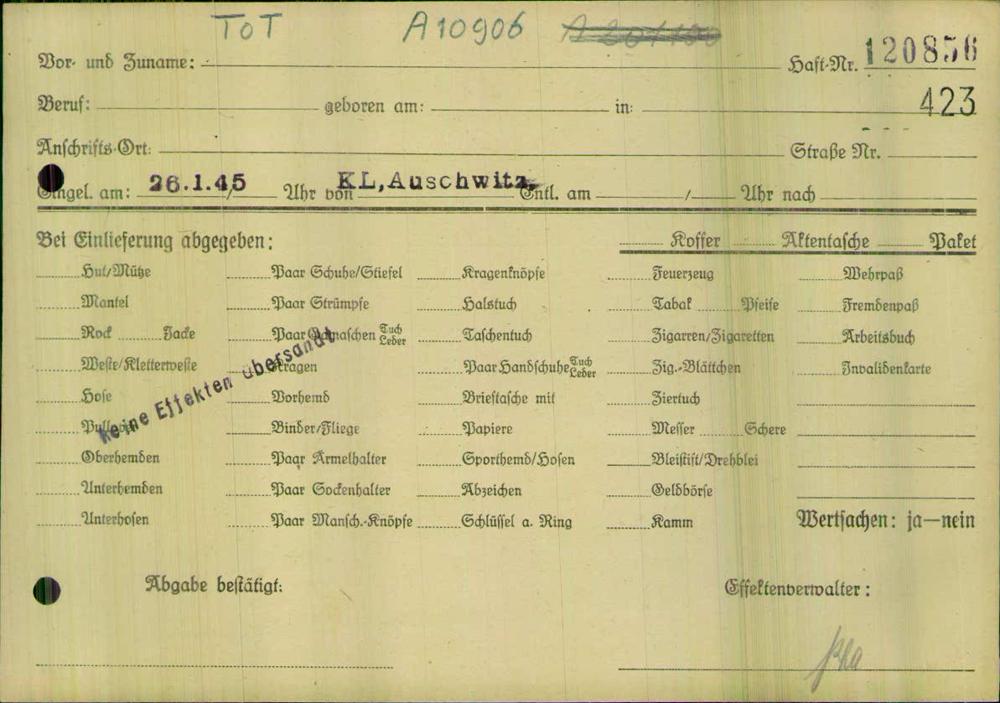 TOT A10906
Vor- und Zuname: Haft-Nr. 120856
Beruf: geboren am: in: 423
Anschrifts-Ort: Straße Nr.
Eingel. am: 26.1.45 / Uhr von KL,Auschwitz, Entl. am / Uhr nach
Bei Einlieferung abgegeben: Koffer Aktentasche Paket
Hut/Mütze Paar Schuhe/Stiefel Kragenknöpfe Feuerzeug Wehrpaß
Mantel Paar Strümpfe Halstuch Tabak Pfeife Fremdenpaß
Rock Jacke Paar Gamaschen Tuch Leder Taschentuch Zigarren/Zigaretten Arbeitsbuch
Weste/Kletterweste Kragen Paar Handschuhe Tuch Leder Zig.-Blättchen Invalidenkarte
Hose Vorhemd Brieftasche mit Ziertuch
Pullover Binder/Fliege Papiere Messer Schere
Oberhemden Paar Ärmelhalter Sporthemd/Hosen Bleistift/Drehblei
Unterhemden Paar Sockenhalter Abzeichen Geldbörse
Unterhosen Paar Mansch.-Knöpfe Schlüssel a. Ring Kamm Wertsachen: ja—nein
Keine Effekten übersandt
Abgabe bestätigt: Effektenverwalter: